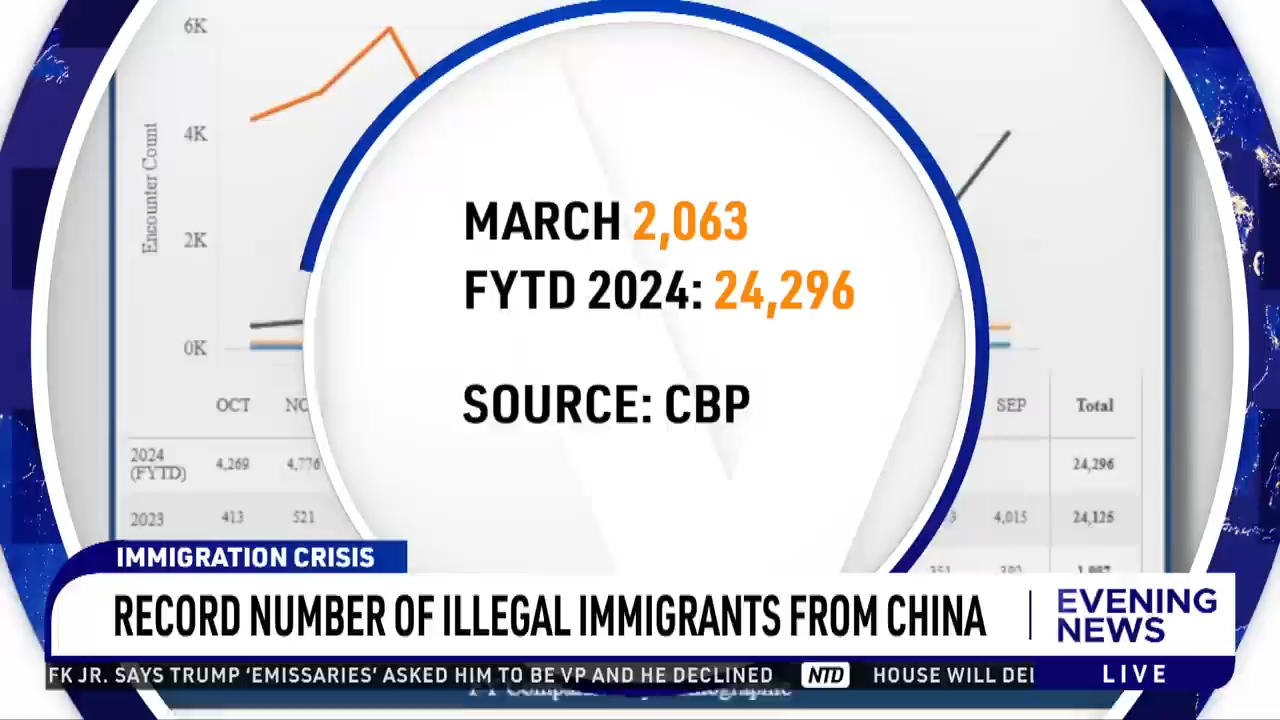 6K
4K
2K
0K
Encounter Count
MARCH 2,063
FYTD 2024: 24,296
SOURCE: CBP
OCT SEP Total
2024 (FYTD) 4,269 4,776 24,296
2023 413 521 4,015 24,125
IMMIGRATION CRISIS
RECORD NUMBER OF ILLEGAL IMMIGRANTS FROM CHINA
EVENING NEWS
FK JR. SAYS TRUMP ‘EMISSARIES’ ASKED HIM TO BE VP AND HE DECLINED NTD HOUSE WILL DEL
LIVE